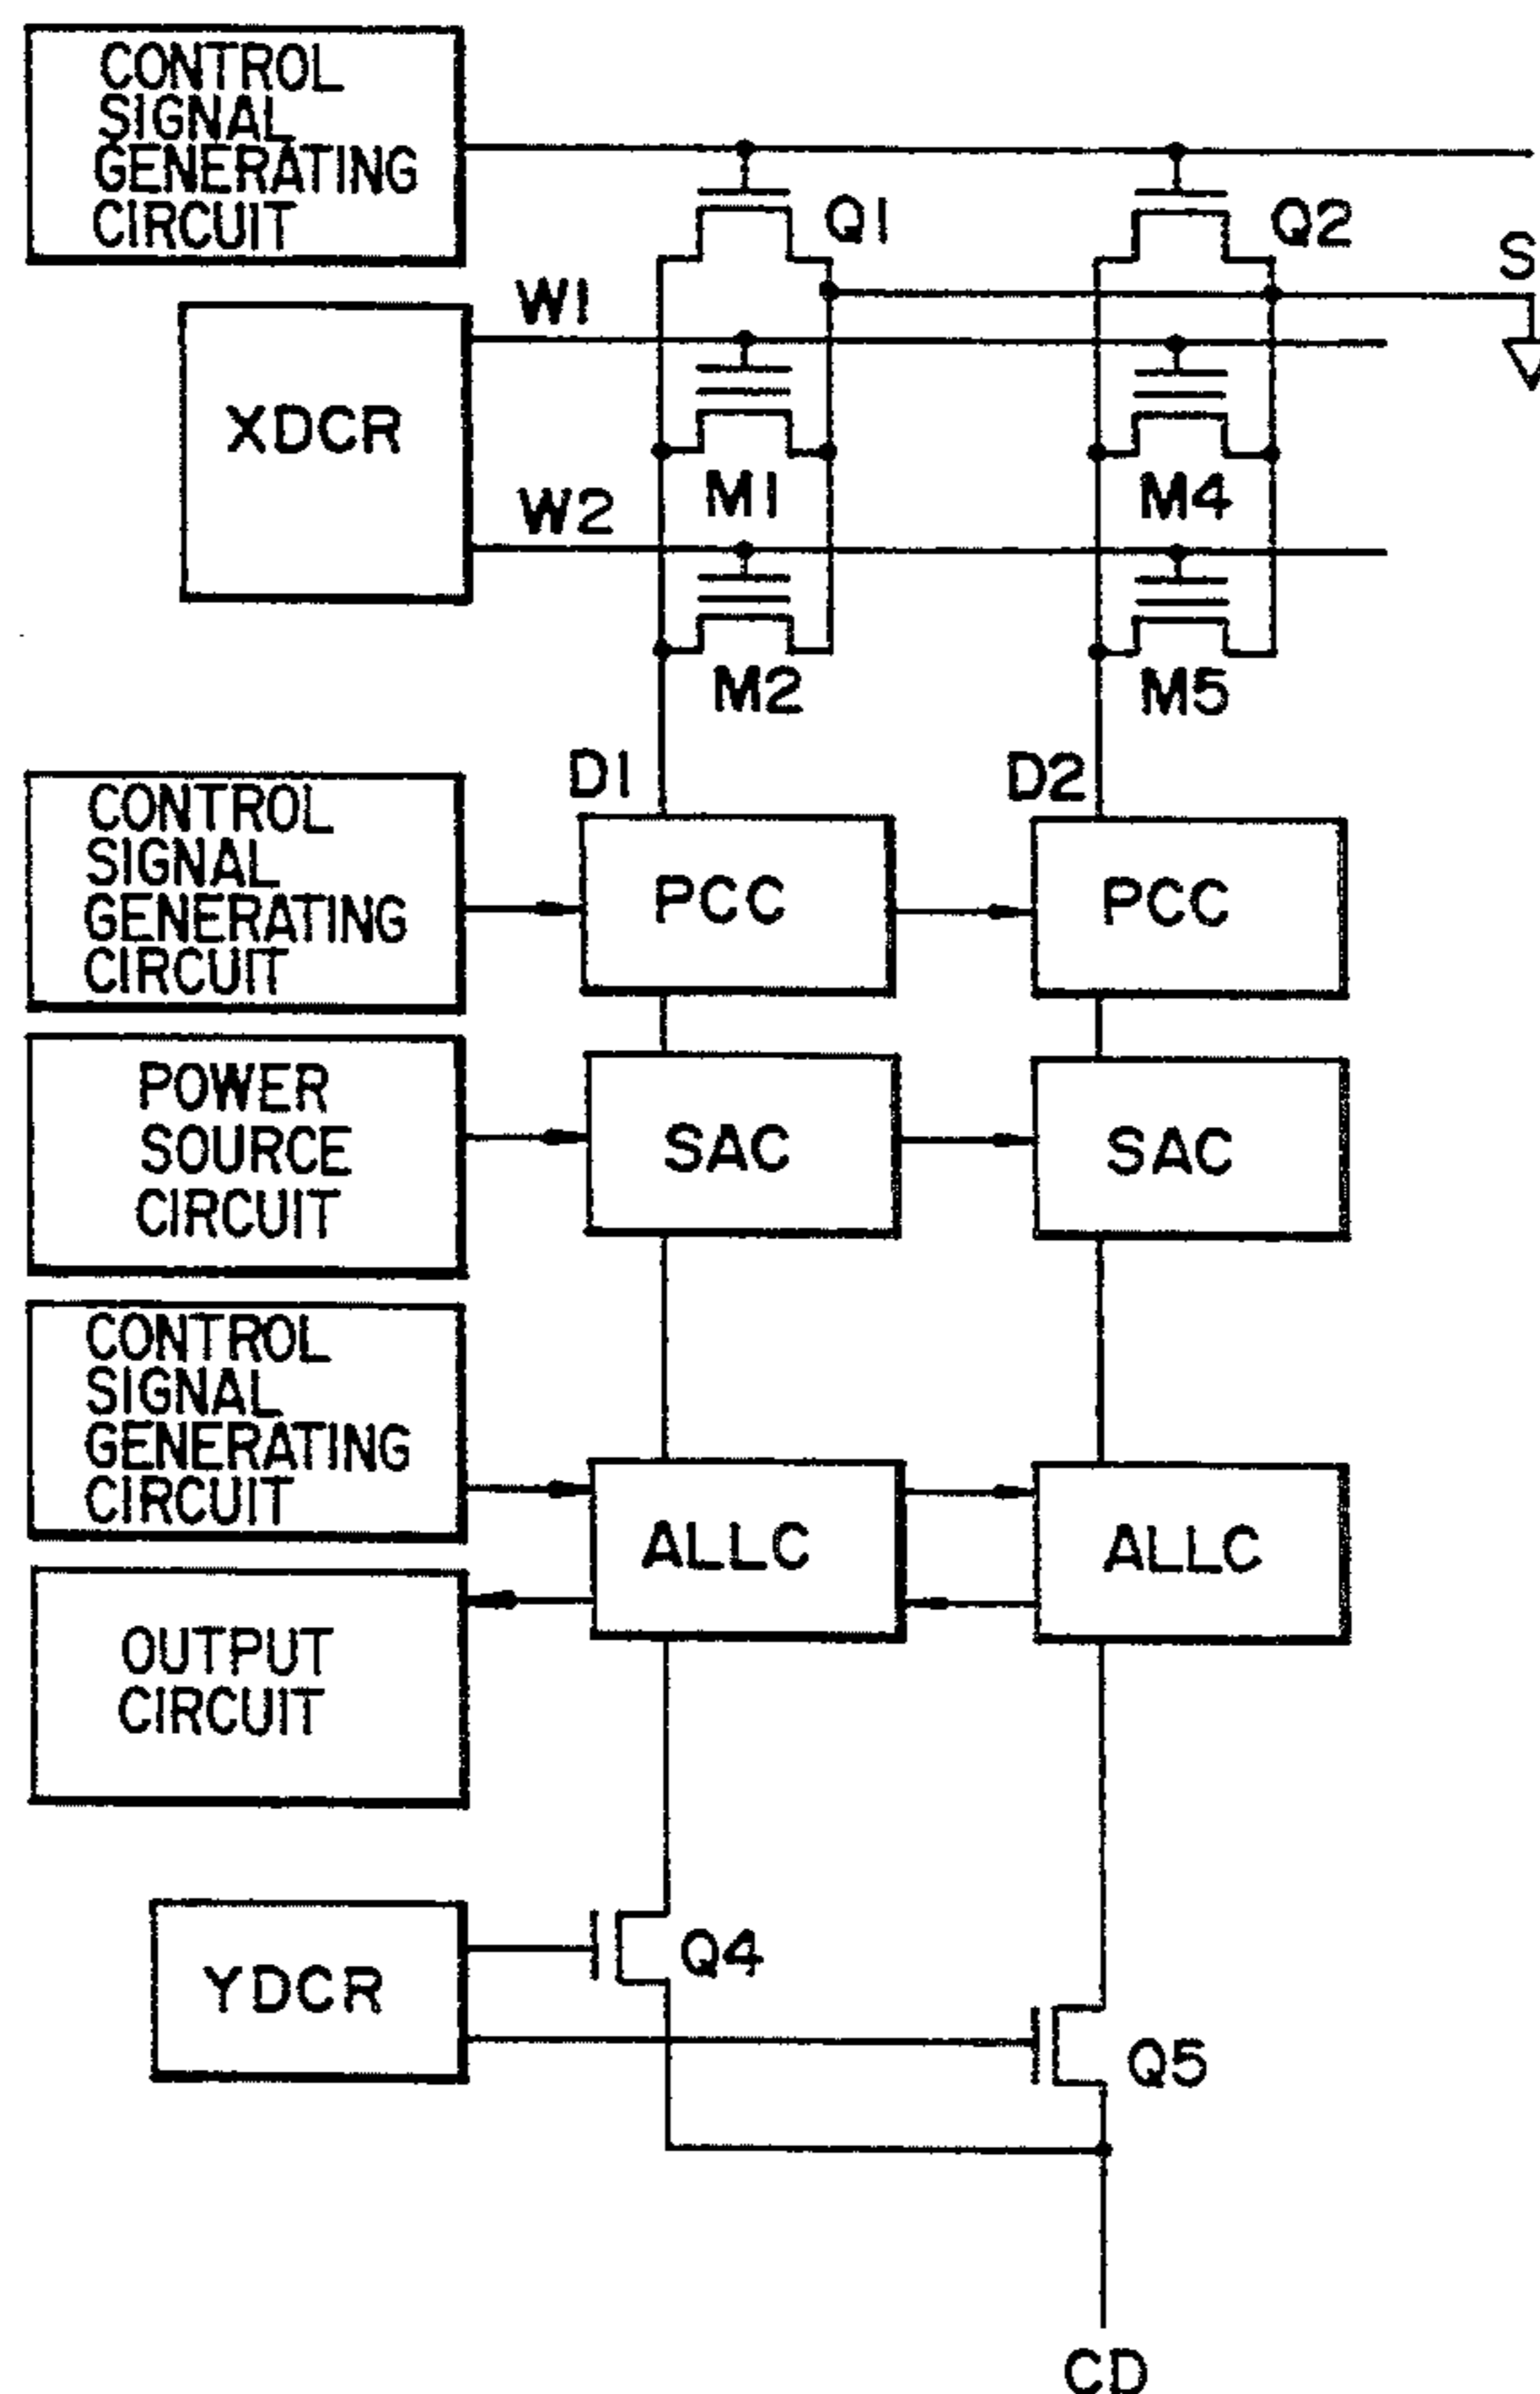 CONTROL
SIGNAL
GENERATING
CIRCUIT
Q1
Q2
S
W1
XDCR
M1
M4
W2
M2
M5
D1
D2
CONTROL
SIGNAL
GENERATING
CIRCUIT
PCC
PCC
POWER
SOURCE
CIRCUIT
SAC
SAC
CONTROL
SIGNAL
GENERATING
CIRCUIT
ALLC
ALLC
OUTPUT
CIRCUIT
Q4
YDCR
Q5
CD